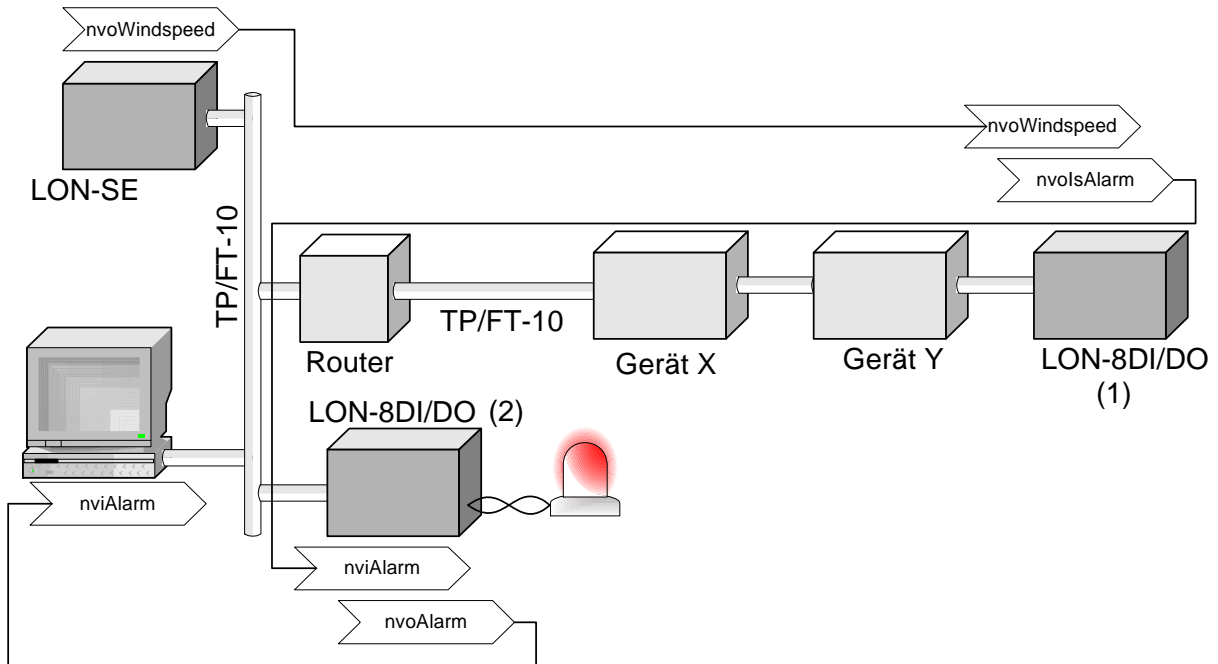 nvoWindspeed
nvoWindspeed
nvoIsAlarm
LON-SE
TP/FT-10
TP/FT-10
Router
Gerät X
Gerät Y
LON-8DI/DO
(1)
LON-8DI/DO (2)
nviAlarm
nviAlarm
nvoAlarm